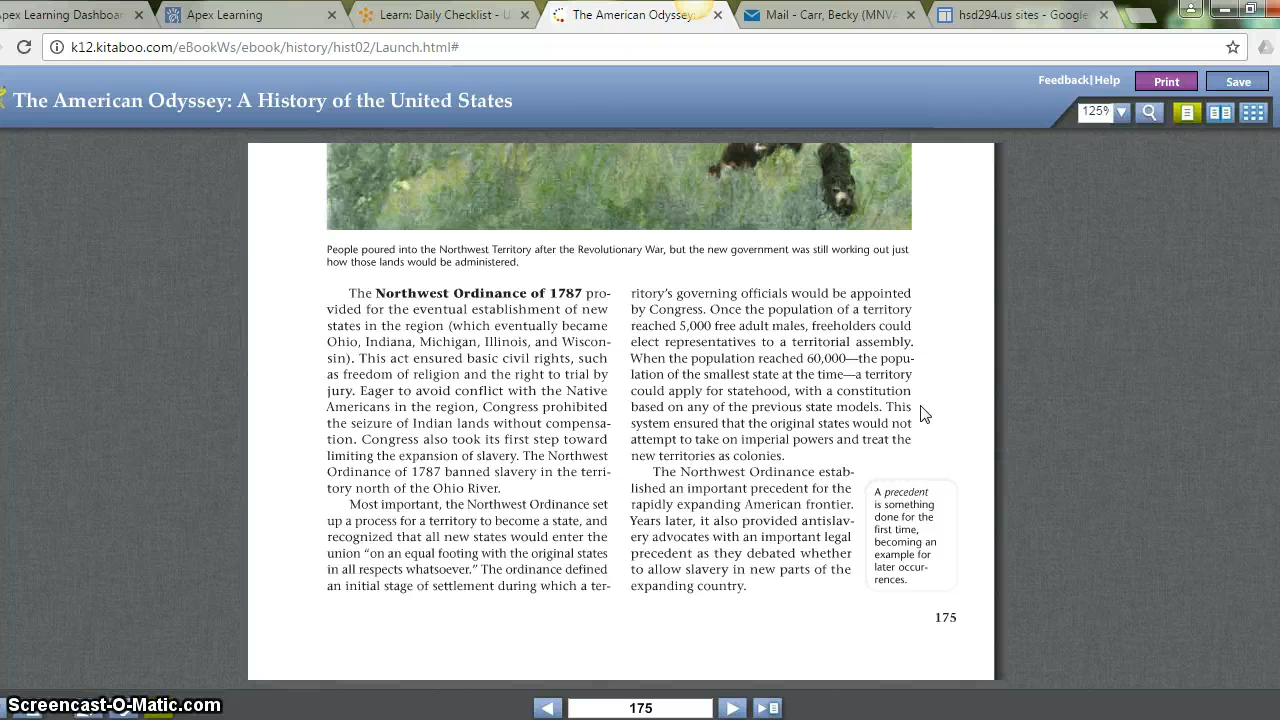 pex Learning Dashboar
Apex Learning
Learn: Daily Checklist - U
The American Odyssey:
Mail - Carr, Becky (MNVA
hsd294.us sites - Google
k12.kitaboo.com/eBookWs/ebook/history/hist02/Launch.html#
The American Odyssey: A History of the United States
Feedback|Help
Print
Save
125%
People poured into the Northwest Territory after the Revolutionary War, but the new government was still working out just
how those lands would be administered.
The Northwest Ordinance of 1787 pro-
vided for the eventual establishment of new
states in the region (which eventually became
Ohio, Indiana, Michigan, Illinois, and Wiscon-
sin). This act ensured basic civil rights, such
as freedom of religion and the right to trial by
jury. Eager to avoid conflict with the Native
Americans in the region, Congress prohibited
the seizure of Indian lands without compensa-
tion. Congress also took its first step toward
limiting the expansion of slavery. The Northwest
Ordinance of 1787 banned slavery in the terri-
tory north of the Ohio River.
Most important, the Northwest Ordinance set
up a process for a territory to become a state, and
recognized that all new states would enter the
union “on an equal footing with the original states
in all respects whatsoever.” The ordinance defined
an initial stage of settlement during which a ter-
ritory’s governing officials would be appointed
by Congress. Once the population of a territory
reached 5,000 free adult males, freeholders could
elect representatives to a territorial assembly.
When the population reached 60,000—the popu-
lation of the smallest state at the time—a territory
could apply for statehood, with a constitution
based on any of the previous state models. This
system ensured that the original states would not
attempt to take on imperial powers and treat the
new territories as colonies.
The Northwest Ordinance estab-
lished an important precedent for the
rapidly expanding American frontier.
Years later, it also provided antislav-
ery advocates with an important legal
precedent as they debated whether
to allow slavery in new parts of the
expanding country.
A precedent
is something
done for the
first time,
becoming an
example for
later occur-
rences.
175
Screencast-O-Matic.com
175